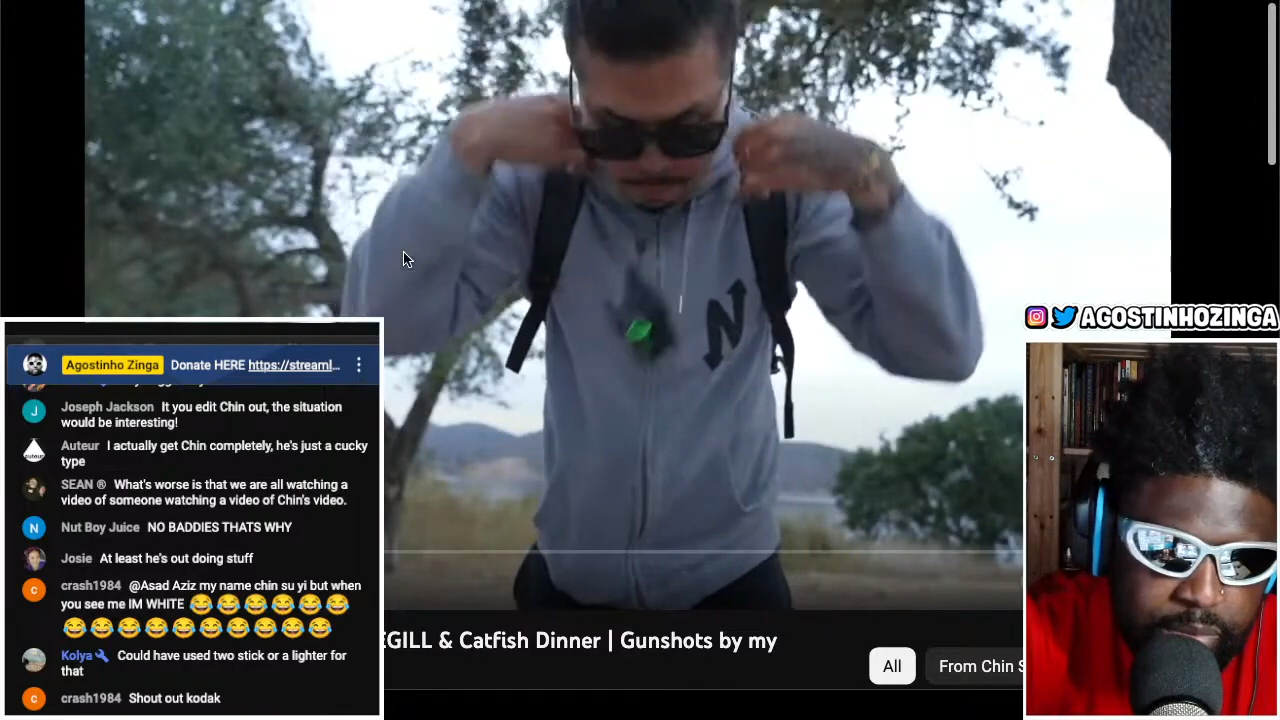 N
AGOSTINHOZINGA
Agostinho Zinga Donate HERE https://streaml...
Joseph Jackson It you edit Chin out, the situation
would be interesting!
Auteur I actually get Chin completely, he's just a cucky
type
SEAN ® What's worse is that we are all watching a
video of someone watching a video of Chin's video.
N Nut Boy Juice NO BADDIES THATS WHY
Josie At least he's out doing stuff
crash1984 @Asad Aziz my name chin su yi but when
you see me IM WHITE 😂😂😂😂😂😂
😂😂😂😂😂😂😂😂😂😂
Kolya Could have used two stick or a lighter for
that
crash1984 Shout out kodak
EGILL & Catfish Dinner | Gunshots by my
All
From Chin S